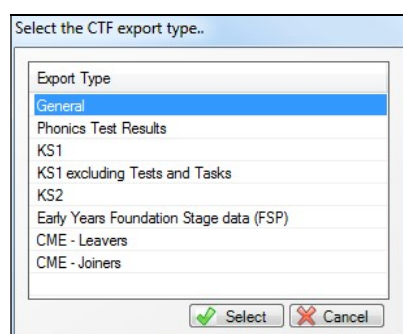 Select the CTF export type..
Export Type
General
Phonics Test Results
KS1
KS1 excluding Tests and Tasks
KS2
Early Years Foundation Stage data (FSP)
CME - Leavers
CME - Joiners
Select Cancel